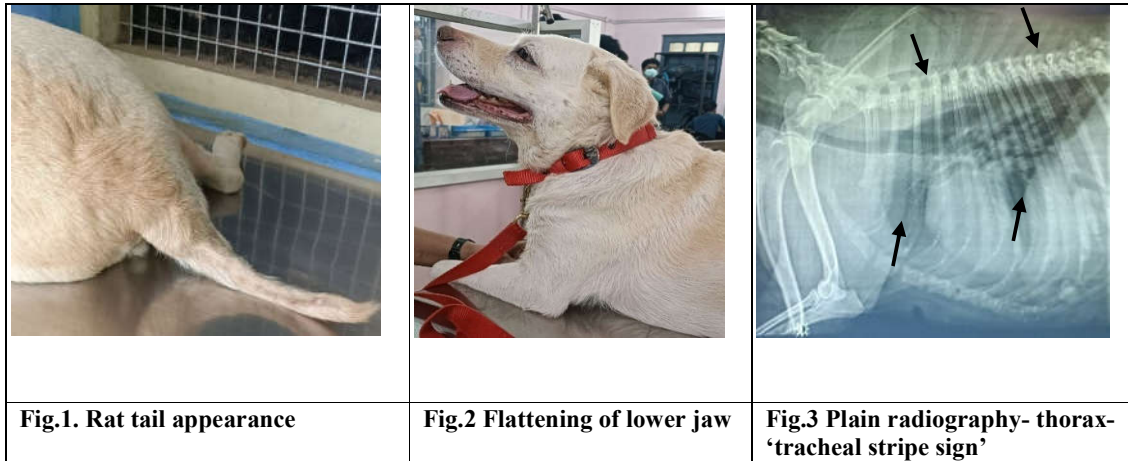 Fig.1. Rat tail appearance
Fig.2 Flattening of lower jaw
Fig.3 Plain radiography- thorax-
‘tracheal stripe sign’